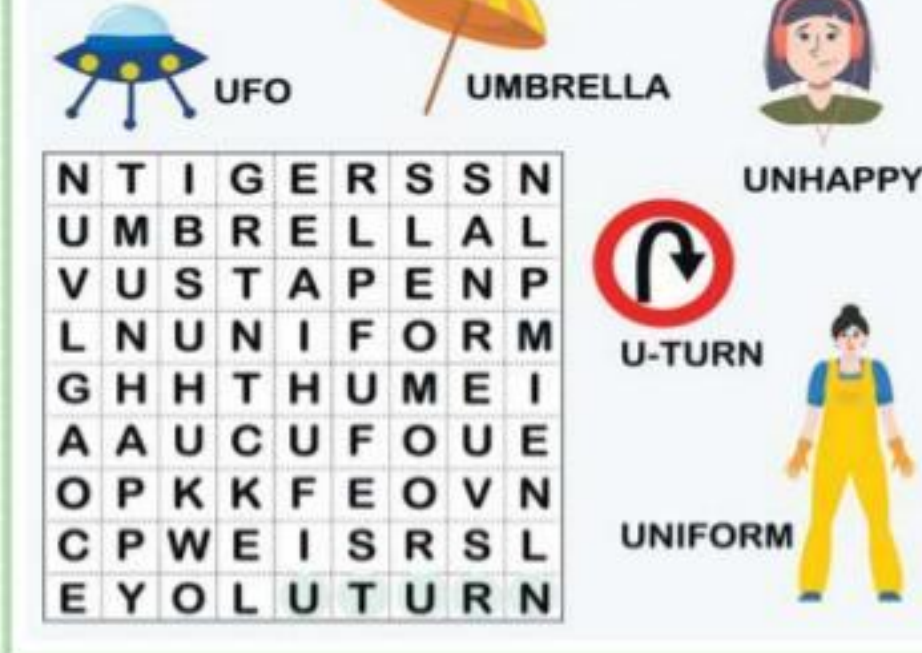 UFO
UMBRELLA
UNHAPPY
N T I G E R S S N
U M B R E L L A L
V U S T A P E N P
L N U N I F O R M
G H H T H U M E I
A A U C U F O U E
O P K K F E O V N
C P W E I S R S L
E Y O L U T U R N
U-TURN
UNIFORM